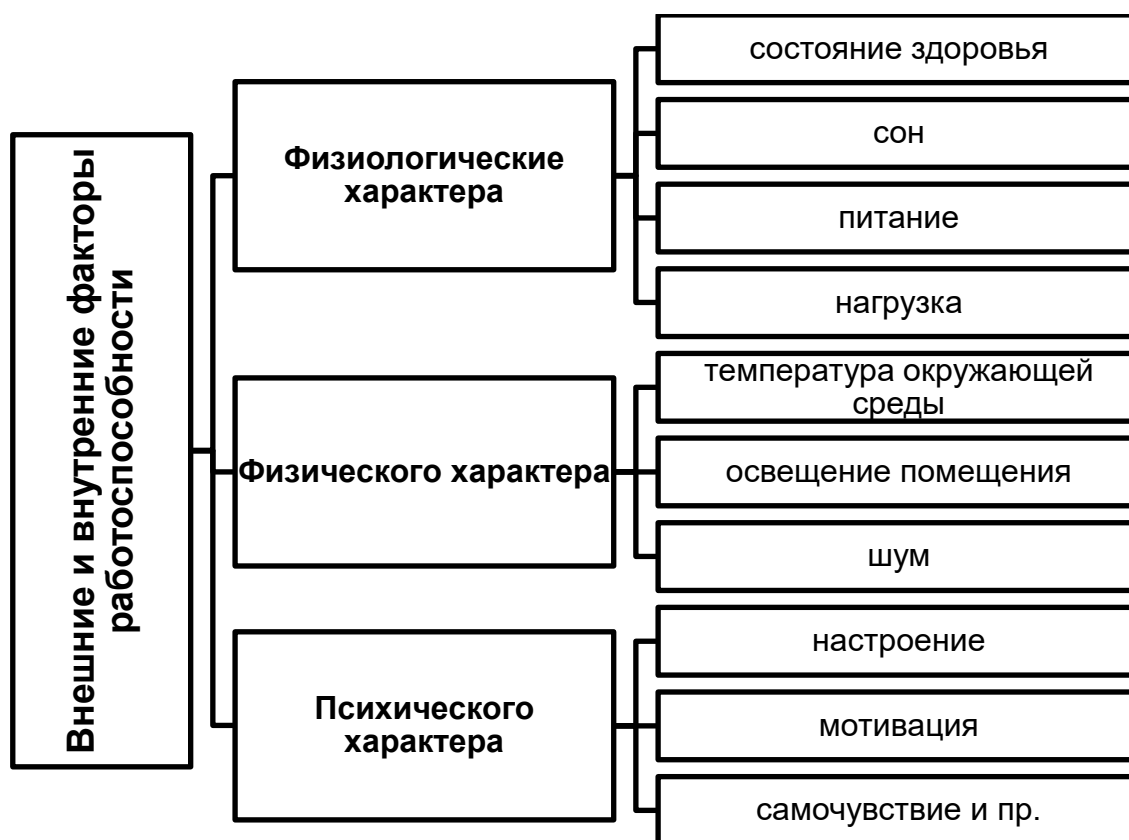 Внешние и внутренние факторы
работоспособности
Физиологические
характера
состояние здоровья
сон
питание
нагрузка
Физического характера
температура окружающей
среды
освещение помещения
шум
Психического
характера
настроение
мотивация
самочувствие и пр.